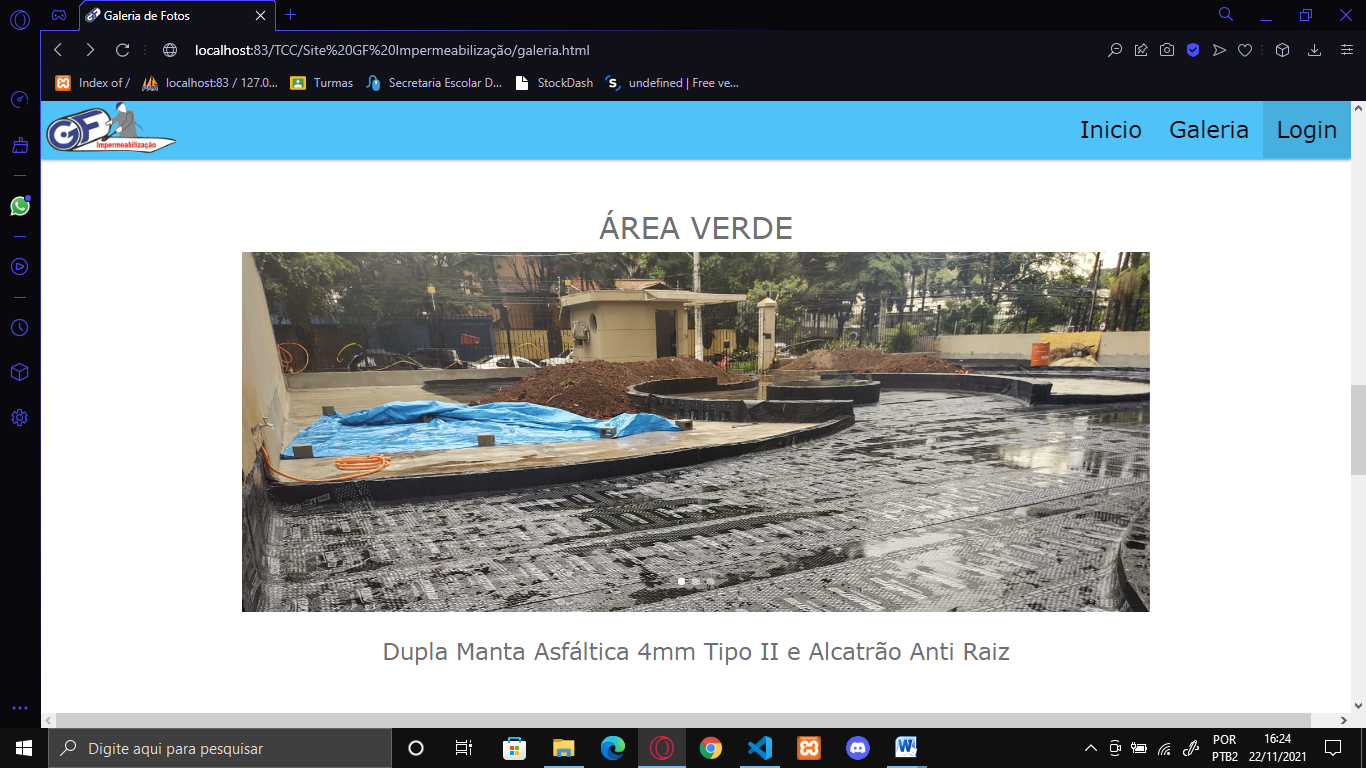 Galeria de Fotos
localhost:83/TCC/Site%20GF%20Impermeabilização/galeria.html
Index of /
localhost:83 / 127.0...
Turmas
Secretaria Escolar D...
StockDash
undefined | Free ve...
GF
Impermeabilização
Inicio
Galeria
Login
ÁREA VERDE
Dupla Manta Asfáltica 4mm Tipo II e Alcatrão Anti Raiz
Digite aqui para pesquisar
POR
PTB2
16:24
22/11/2021